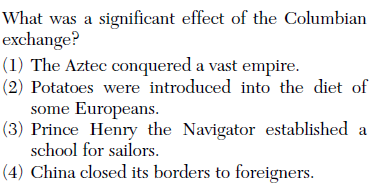 What was a significant effect of the Columbian
exchange?
(1) The Aztec conquered a vast empire.
(2) Potatoes were introduced into the diet of
some Europeans.
(3) Prince Henry the Navigator established a
school for sailors.
(4) China closed its borders to foreigners.